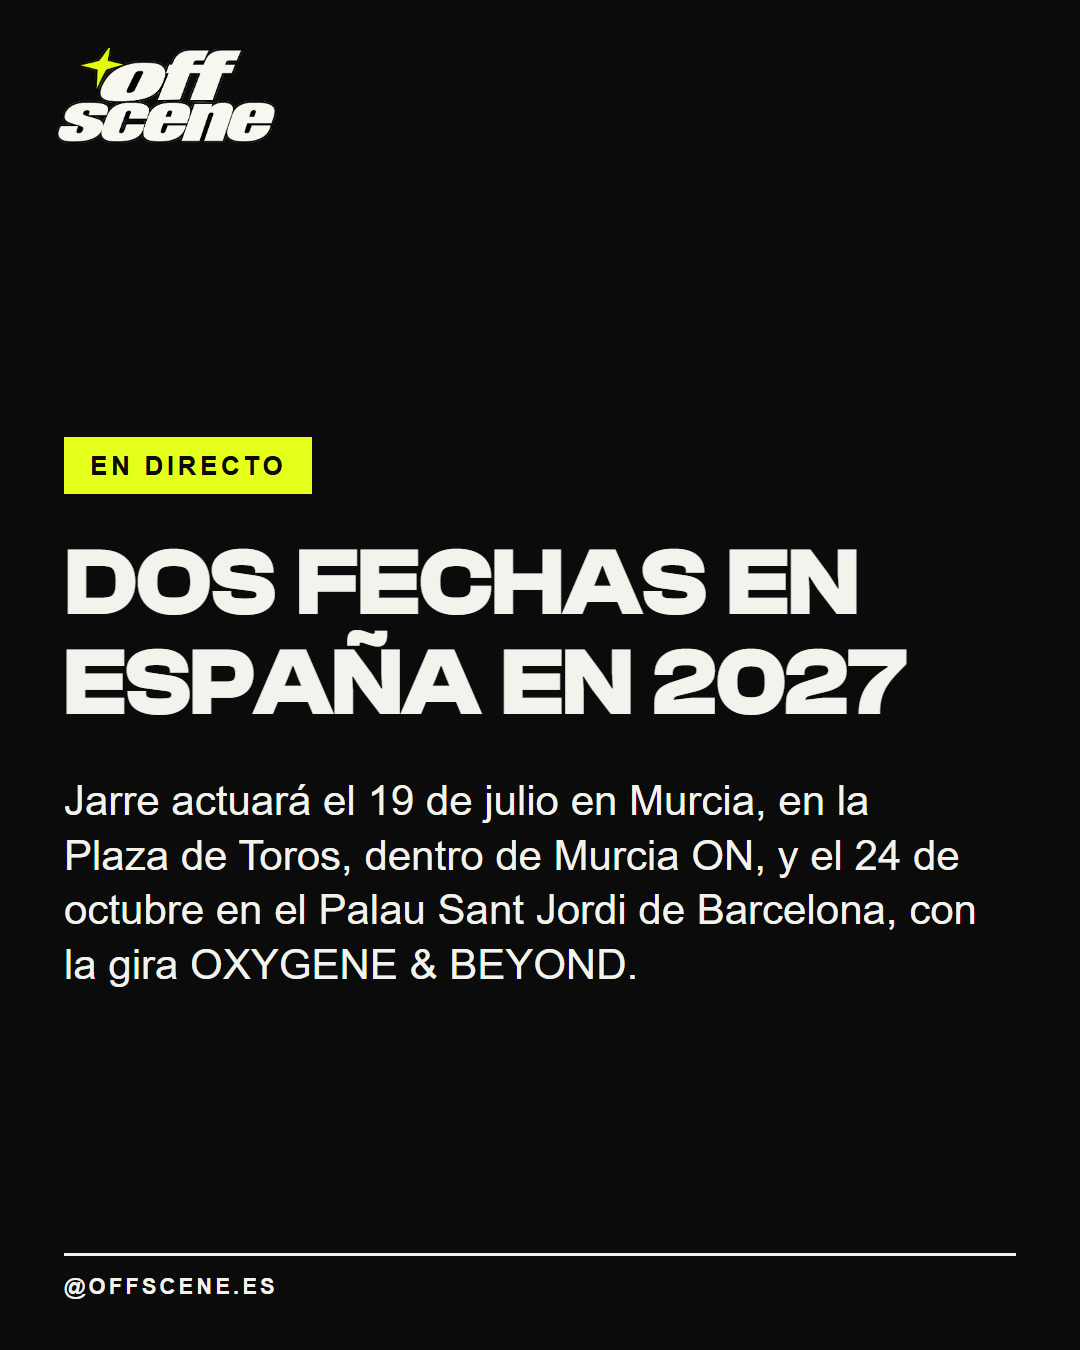 off
scene
EN DIRECTO
DOS FECHAS EN
ESPAÑA EN 2027
Jarre actuará el 19 de julio en Murcia, en la
Plaza de Toros, dentro de Murcia ON, y el 24 de
octubre en el Palau Sant Jordi de Barcelona, con
la gira OXYGENE & BEYOND.
@OFFSCENE.ES